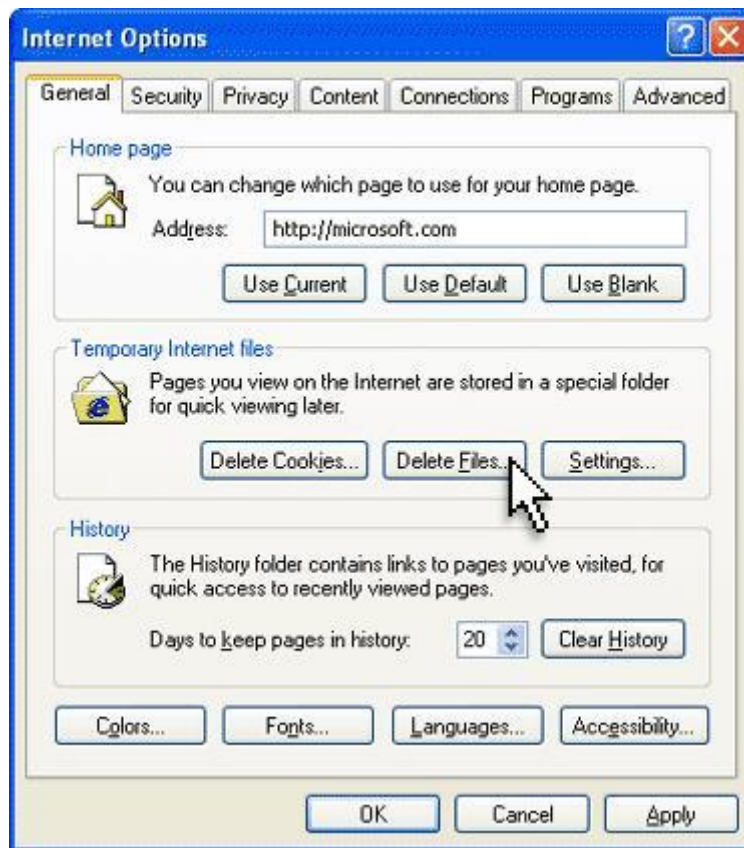 Internet Options
General Security Privacy Content Connections Programs Advanced
Home page
You can change which page to use for your home page.
Address: http://microsoft.com
Use Current Use Default Use Blank
Temporary Internet files
Pages you view on the Internet are stored in a special folder
for quick viewing later.
Delete Cookies... Delete Files... Settings...
History
The History folder contains links to pages you've visited, for
quick access to recently viewed pages.
Days to keep pages in history: 20 Clear History
Colors... Fonts... Languages... Accessibility...
OK Cancel Apply